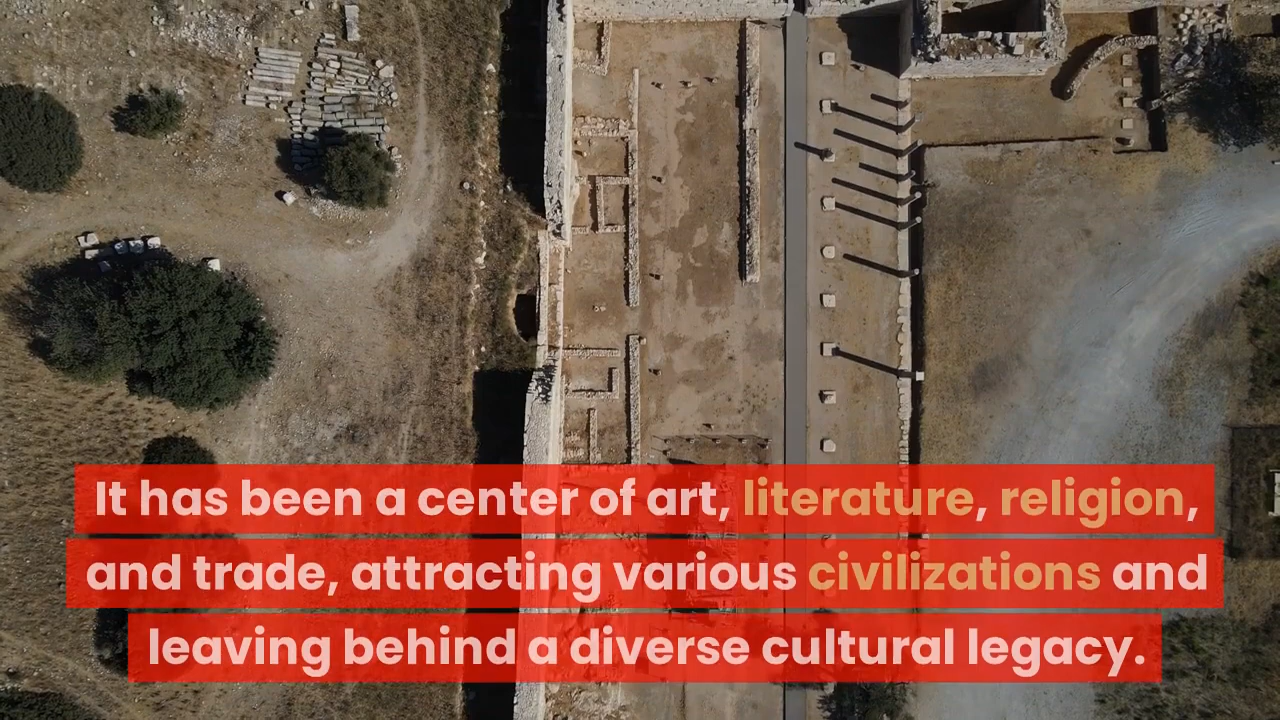 It has been a center of art, literature, religion,
and trade, attracting various civilizations and
leaving behind a diverse cultural legacy.